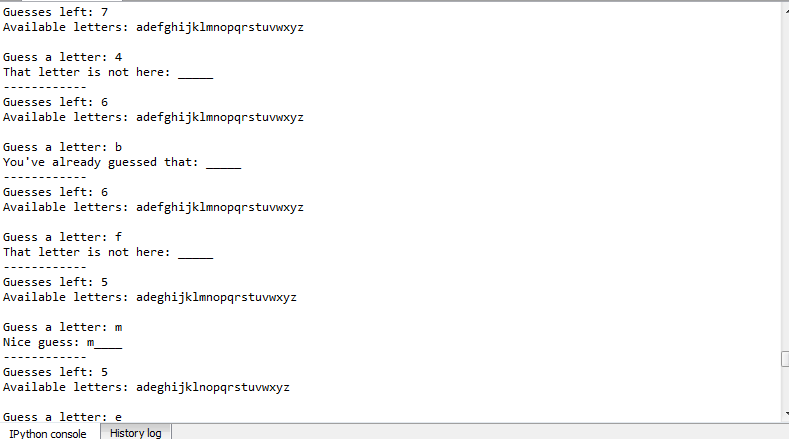 Guesses left: 7
Available letters: adefghijklmnopqrstuvwxyz
Guess a letter: 4
That letter is not here: _____
------------
Guesses left: 6
Available letters: adefghijklmnopqrstuvwxyz
Guess a letter: b
You've already guessed that: _____
------------
Guesses left: 6
Available letters: adefghijklmnopqrstuvwxyz
Guess a letter: f
That letter is not here: _____
------------
Guesses left: 5
Available letters: adeghijklmnopqrstuvwxyz
Guess a letter: m
Nice guess: m____
------------
Guesses left: 5
Available letters: adeghijklnopqrstuvwxyz
Guess a letter: e
IPython console History log